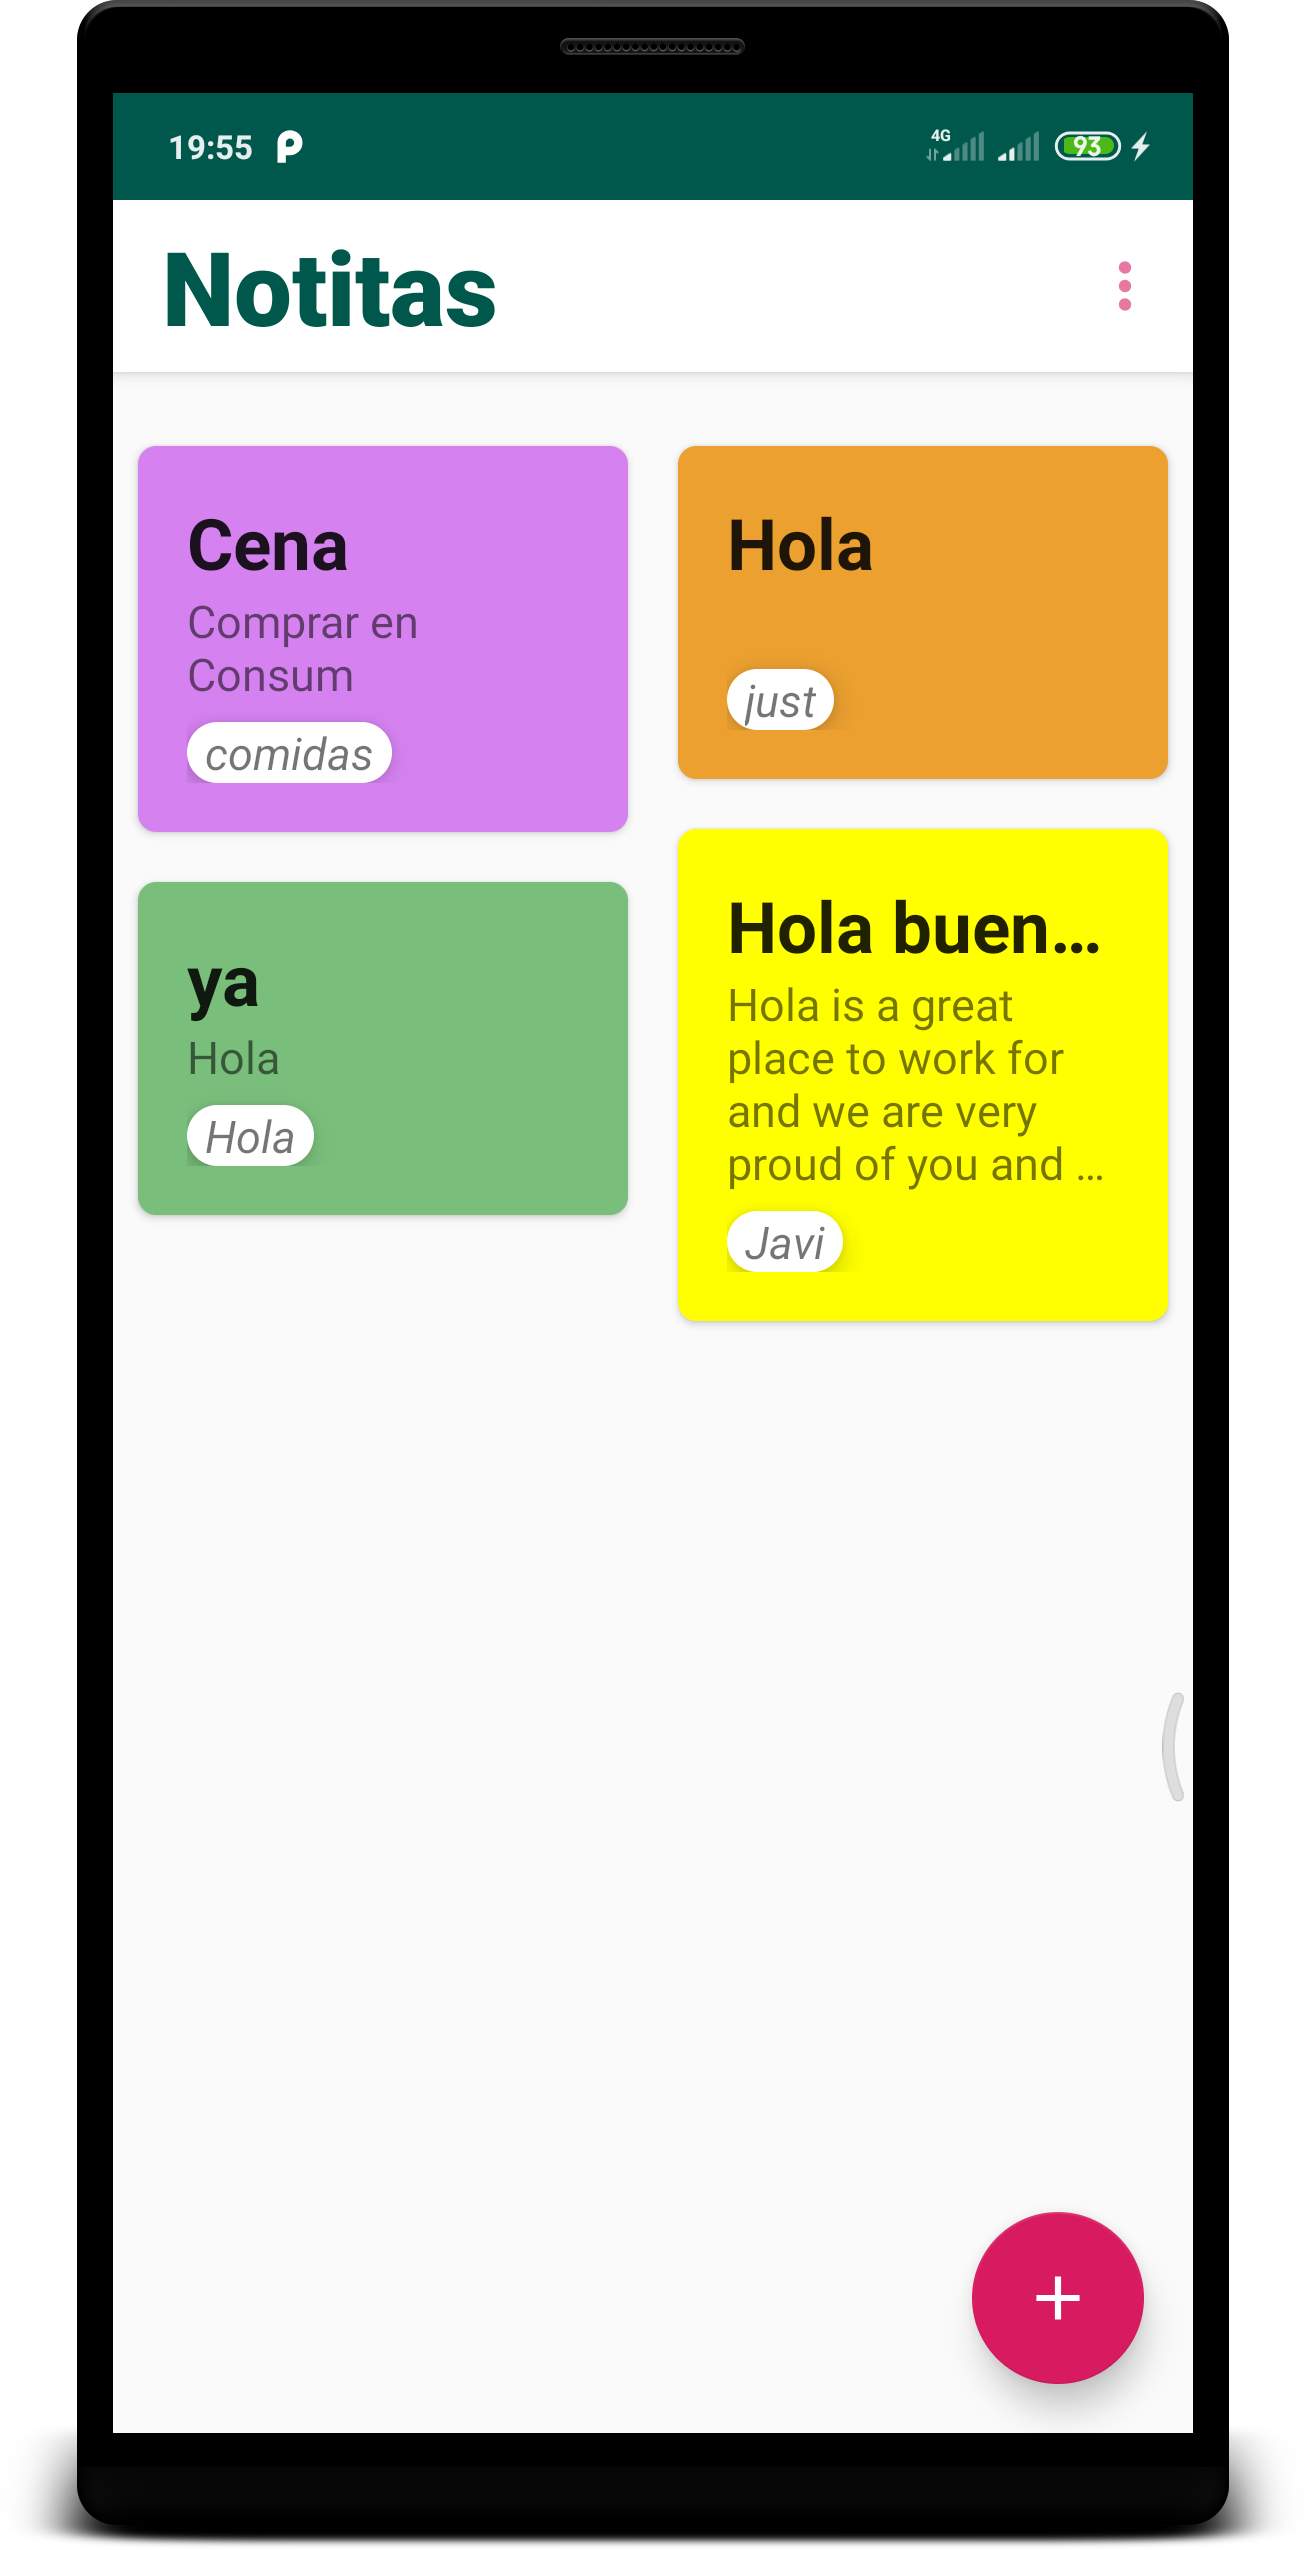 19:55
4G
93
Notitas
Cena
Comprar en
Consum
comidas
Hola
just
ya
Hola
Hola
Hola buen…
Hola is a great
place to work for
and we are very
proud of you and …
Javi